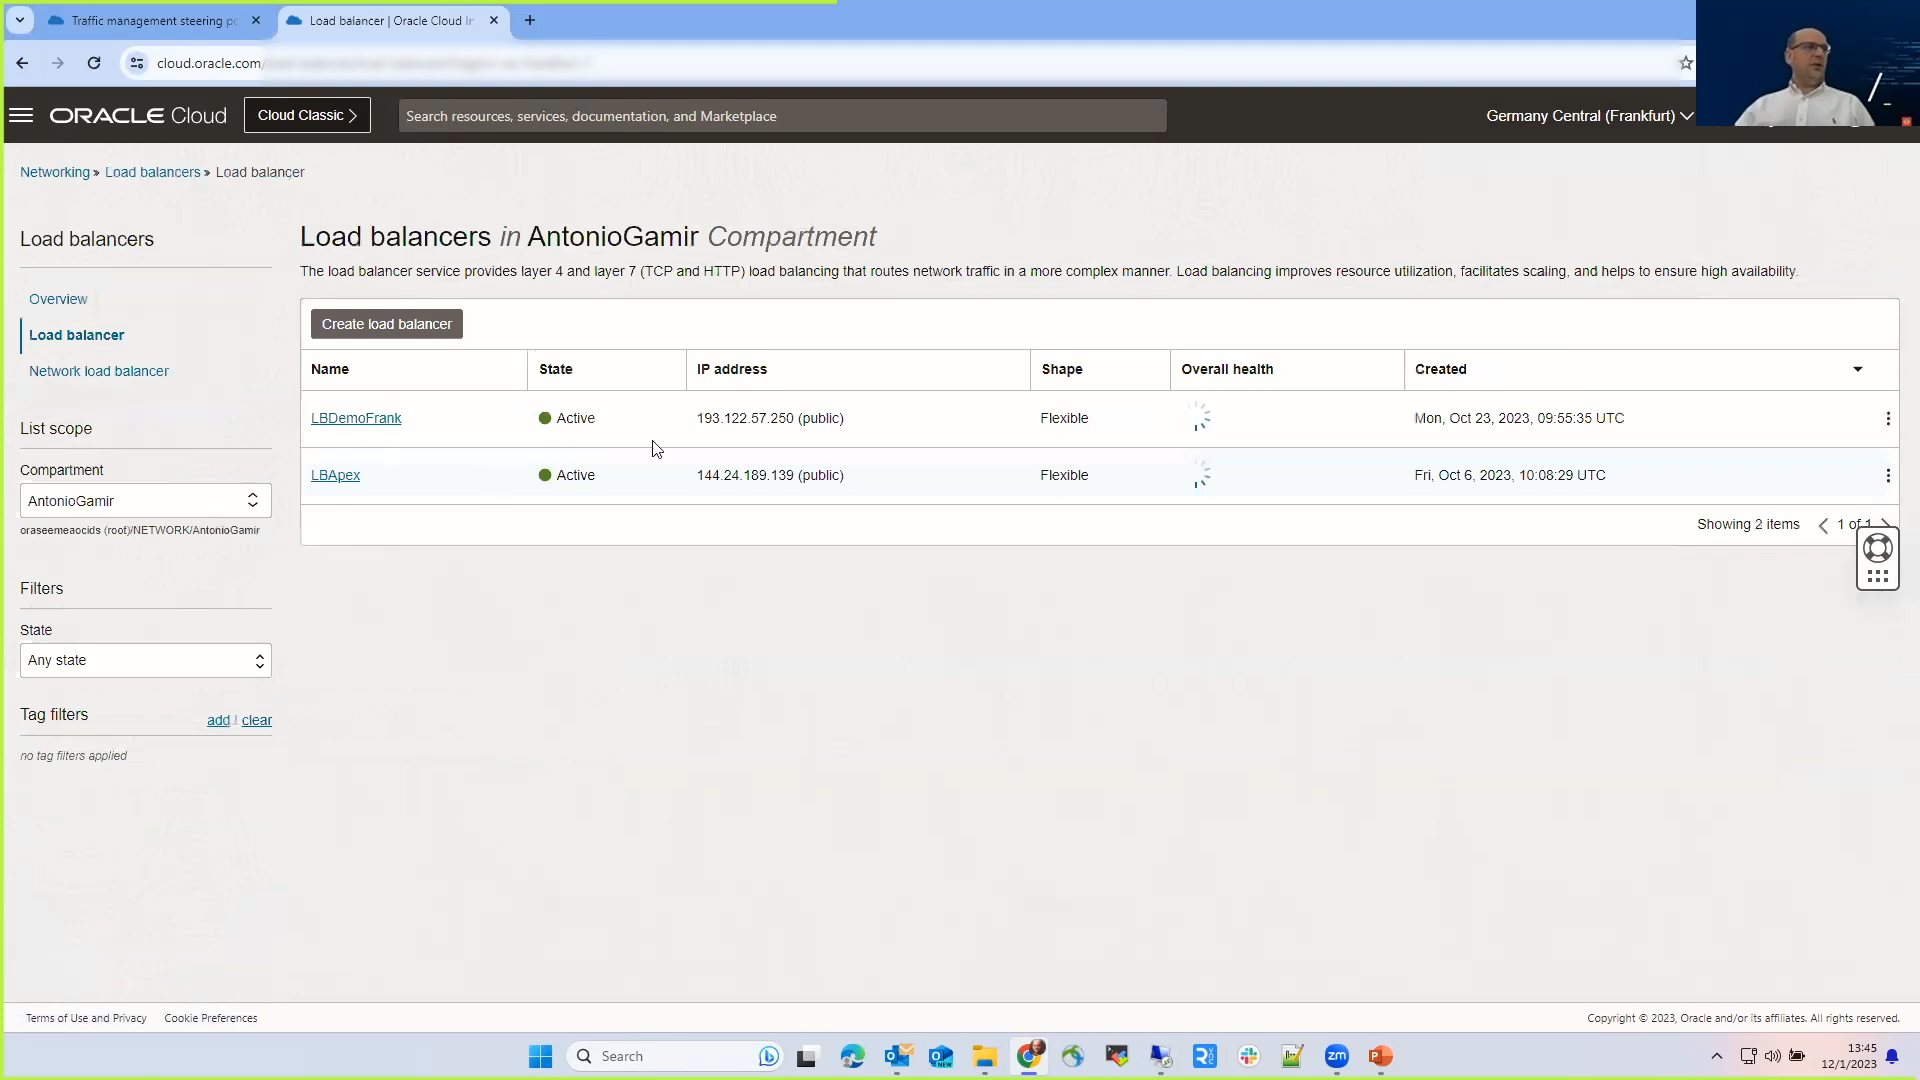 Traffic management steering po
Load balancer | Oracle Cloud In
cloud.oracle.com/
ORACLE Cloud
Cloud Classic
Search resources, services, documentation, and Marketplace
Germany Central (Frankfurt)
Networking » Load balancers » Load balancer
Load balancers
Overview
Load balancer
Network load balancer
List scope
Compartment
AntonioGamir
oraseemeaocids (root)/NETWORK/AntonioGamir
Filters
State
Any state
Tag filters
add | clear
no tag filters applied
Load balancers in AntonioGamir Compartment
The load balancer service provides layer 4 and layer 7 (TCP and HTTP) load balancing that routes network traffic in a more complex manner. Load balancing improves resource utilization, facilitates scaling, and helps to ensure high availability.
Create load balancer
Name State IP address Shape Overall health Created
LBDemoFrank Active 193.122.57.250 (public) Flexible Mon, Oct 23, 2023, 09:55:35 UTC
LBApex Active 144.24.189.139 (public) Flexible Fri, Oct 6, 2023, 10:08:29 UTC
Showing 2 items 1 of 1
Terms of Use and Privacy Cookie Preferences
Copyright © 2023, Oracle and/or its affiliates. All rights reserved.
Search
NEW
zm
13:45
12/1/2023